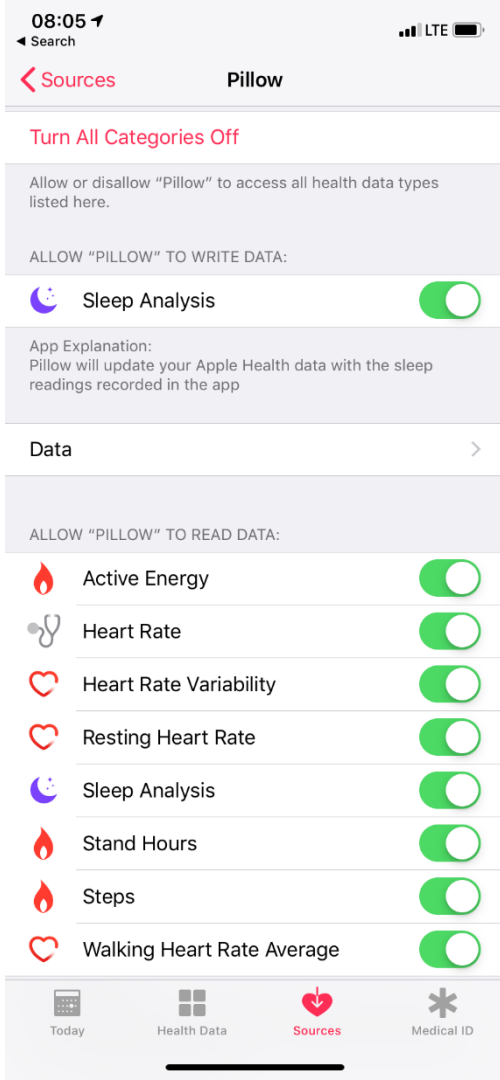 08:05
◀ Search
LTE
Sources
Pillow
Turn All Categories Off
Allow or disallow “Pillow” to access all health data types
listed here.
ALLOW “PILLOW” TO WRITE DATA:
Sleep Analysis
App Explanation:
Pillow will update your Apple Health data with the sleep
readings recorded in the app
Data
ALLOW “PILLOW” TO READ DATA:
Active Energy
Heart Rate
Heart Rate Variability
Resting Heart Rate
Sleep Analysis
Stand Hours
Steps
Walking Heart Rate Average
Today
Health Data
Sources
Medical ID